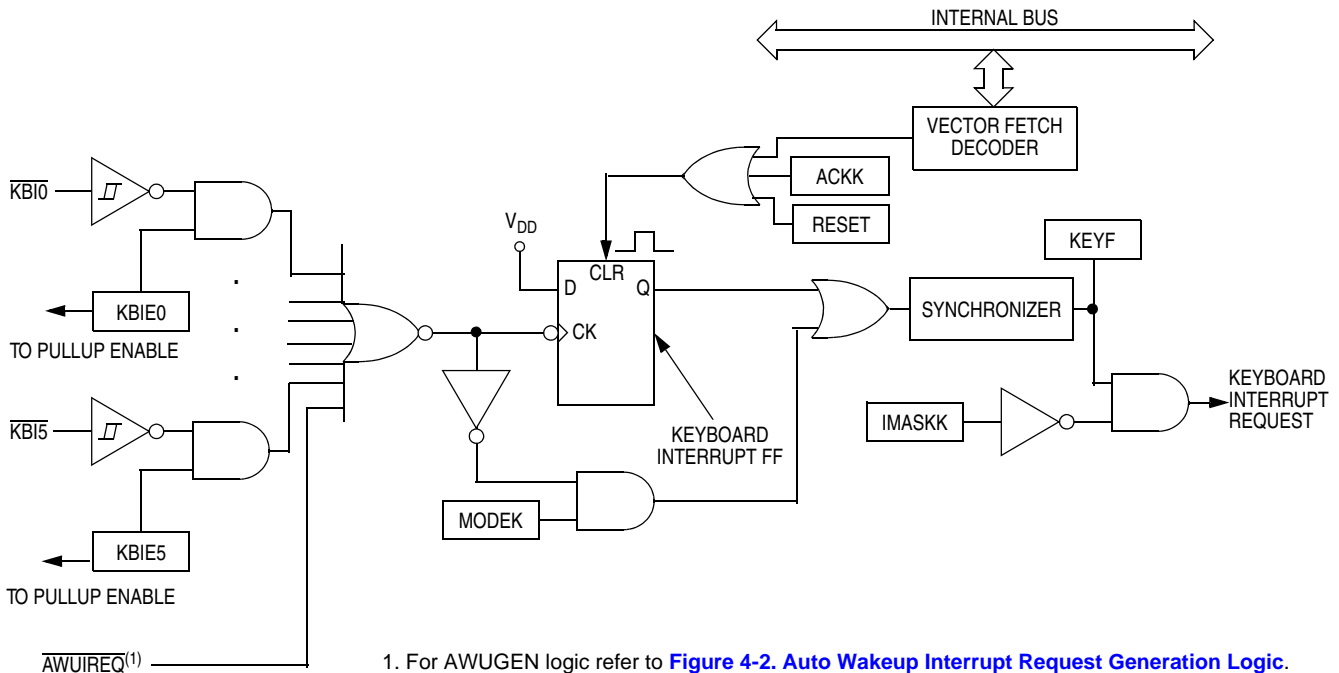 INTERNAL BUS
VECTOR FETCH
DECODER
KBI0
ACKK
VDD
RESET
KEYF
CLR
D
Q
KBIE0
SYNCHRONIZER
CK
TO PULLUP ENABLE
KEYBOARD
INTERRUPT
REQUEST
KBI5
IMASKK
KEYBOARD
INTERRUPT FF
MODEK
KBIE5
TO PULLUP ENABLE
AWUIREQ(1)
1. For AWUGEN logic refer to Figure 4-2. Auto Wakeup Interrupt Request Generation Logic.